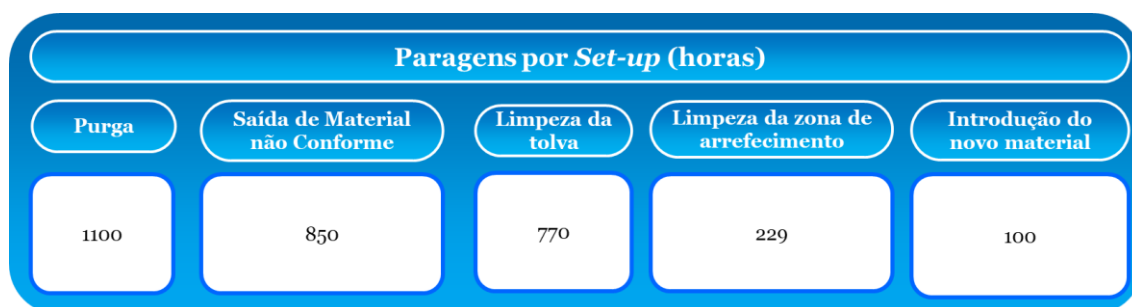 Paragens por Set-up (horas)
Purga
Saída de Material
não Conforme
Limpeza da
tolva
Limpeza da zona de
arrefecimento
Introdução do
novo material
1100
850
770
229
100